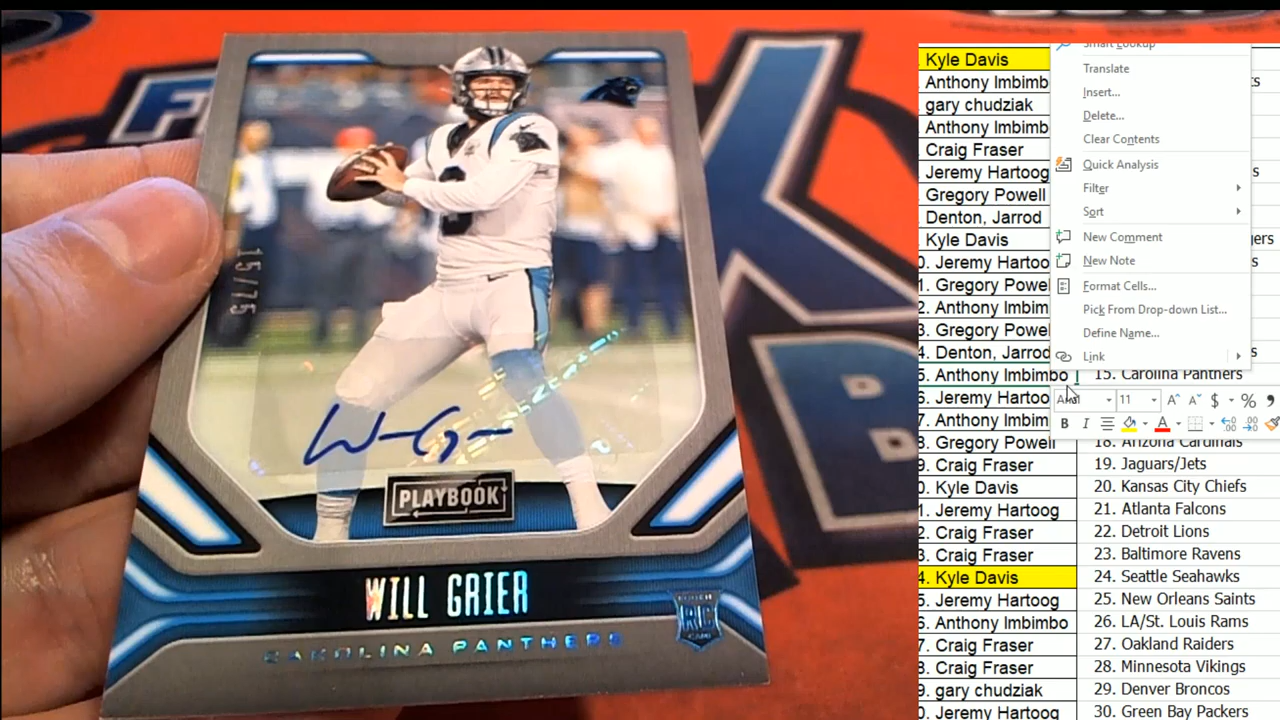 15/75
PLAYBOOK
WILL GRIER
CAROLINA PANTHERS
RC
Kyle Davis
Anthony Imbimb
gary chudziak
Anthony Imbimb
Craig Fraser
Jeremy Hartoog
Gregory Powell
Denton, Jarrod
Kyle Davis
0. Jeremy Hartoo
1. Gregory Powel
2. Anthony Imbim
3. Gregory Powel
4. Denton, Jarrod
5. Anthony Imbimbo
6. Jeremy Hartoo
7. Anthony Imbim
8. Gregory Powell
9. Craig Fraser
0. Kyle Davis
1. Jeremy Hartoog
2. Craig Fraser
3. Craig Fraser
4. Kyle Davis
5. Jeremy Hartoog
6. Anthony Imbimbo
7. Craig Fraser
8. Craig Fraser
9. gary chudziak
0. Jeremy Hartoog
Smart Lookup
Translate
Insert...
Delete...
Clear Contents
Quick Analysis
Filter
Sort
New Comment
New Note
Format Cells...
Pick From Drop-down List...
Define Name...
Link
11
A A $ % 9
B I A
15. Carolina Panthers
18. Arizona Cardinals
19. Jaguars/Jets
20. Kansas City Chiefs
21. Atlanta Falcons
22. Detroit Lions
23. Baltimore Ravens
24. Seattle Seahawks
25. New Orleans Saints
26. LA/St. Louis Rams
27. Oakland Raiders
28. Minnesota Vikings
29. Denver Broncos
30. Green Bay Packers